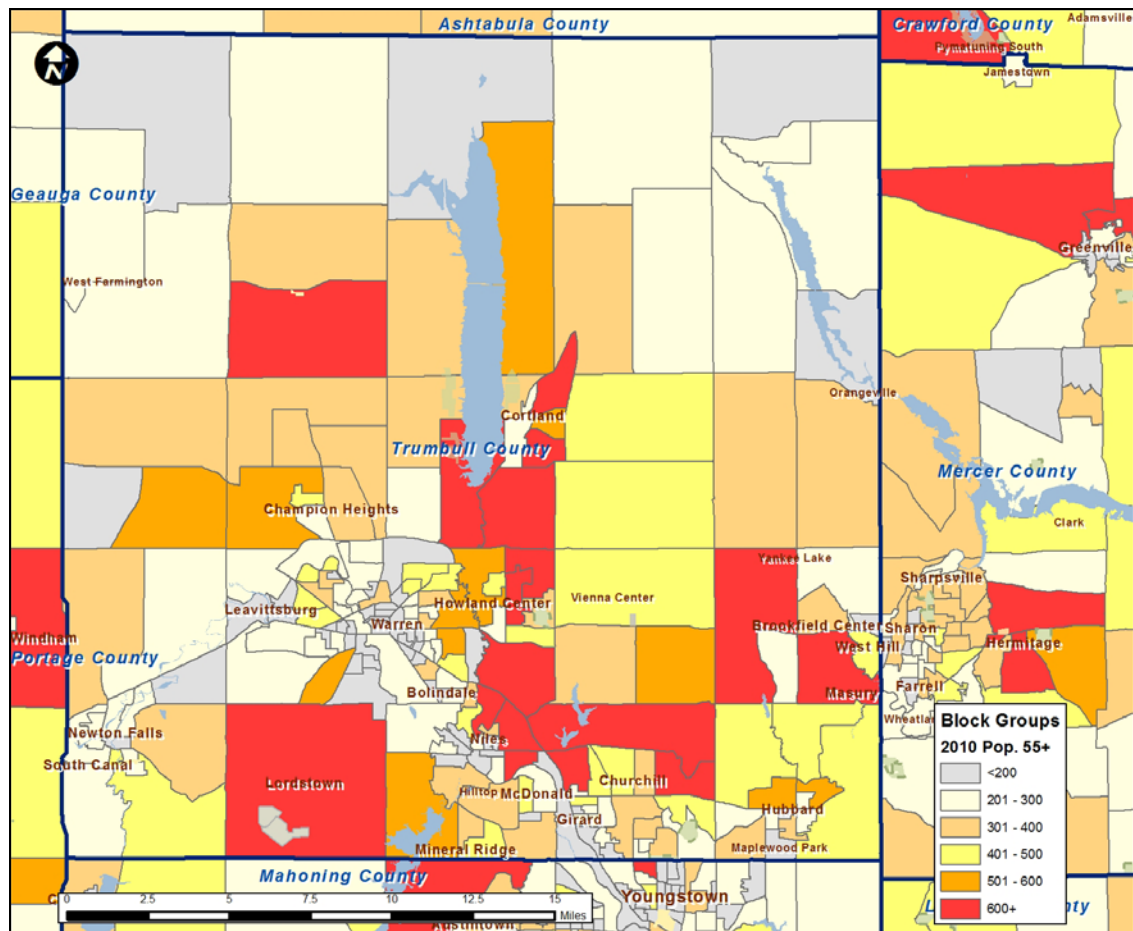 Ashtabula County
Crawford County
Adamsville
Pymatuning South
Pymatuning
Jamestown
N
Geauga County
Greenville
West Farmington
Orangeville
Cortland
Trumbull County
Mercer County
Champion Heights
Clark
Yankee Lake
Sharpsville
Leavittsburg
Howland Center
Vienna Center
Warren
Brookfield Center
Sharon
Windham
West Hill
Hermitage
Portage County
Bolindale
Masury
Farrell
Newton Falls
Niles
Wheatlan
South Canal
Lordstown
Hilltop
McDonald
Churchill
Girard
Hubbard
Mineral Ridge
Maplewood Park
Mahoning County
Youngstown
Austintown
0 2.5 5 7.5 10 12.5 15
Miles
Block Groups
2010 Pop. 55+
<200
201 - 300
301 - 400
401 - 500
501 - 600
600+
L
nty